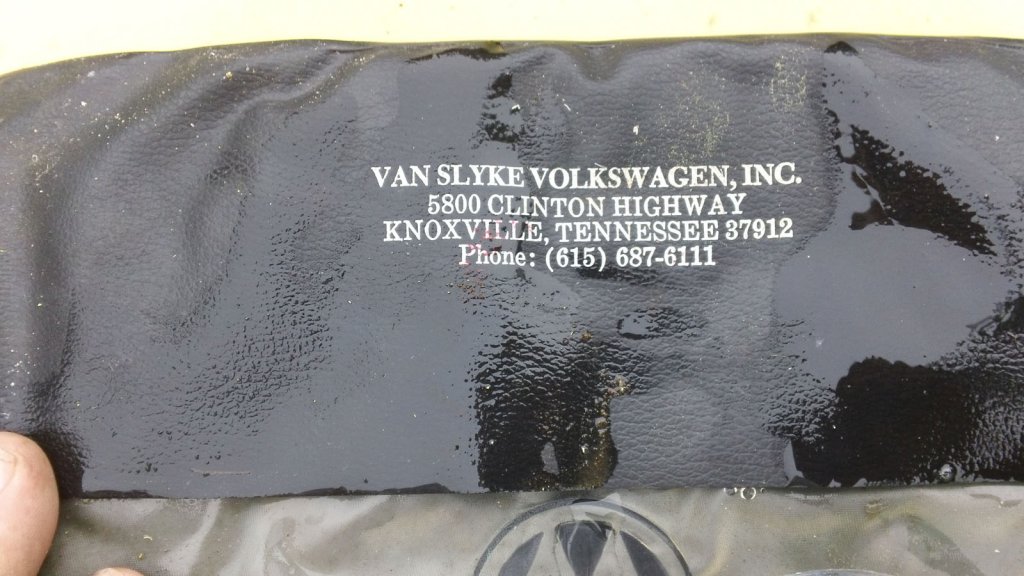 VAN SLYKE VOLKSWAGEN, INC.
5800 CLINTON HIGHWAY
KNOXVILLE, TENNESSEE 37912
Phone: (615) 687-6111